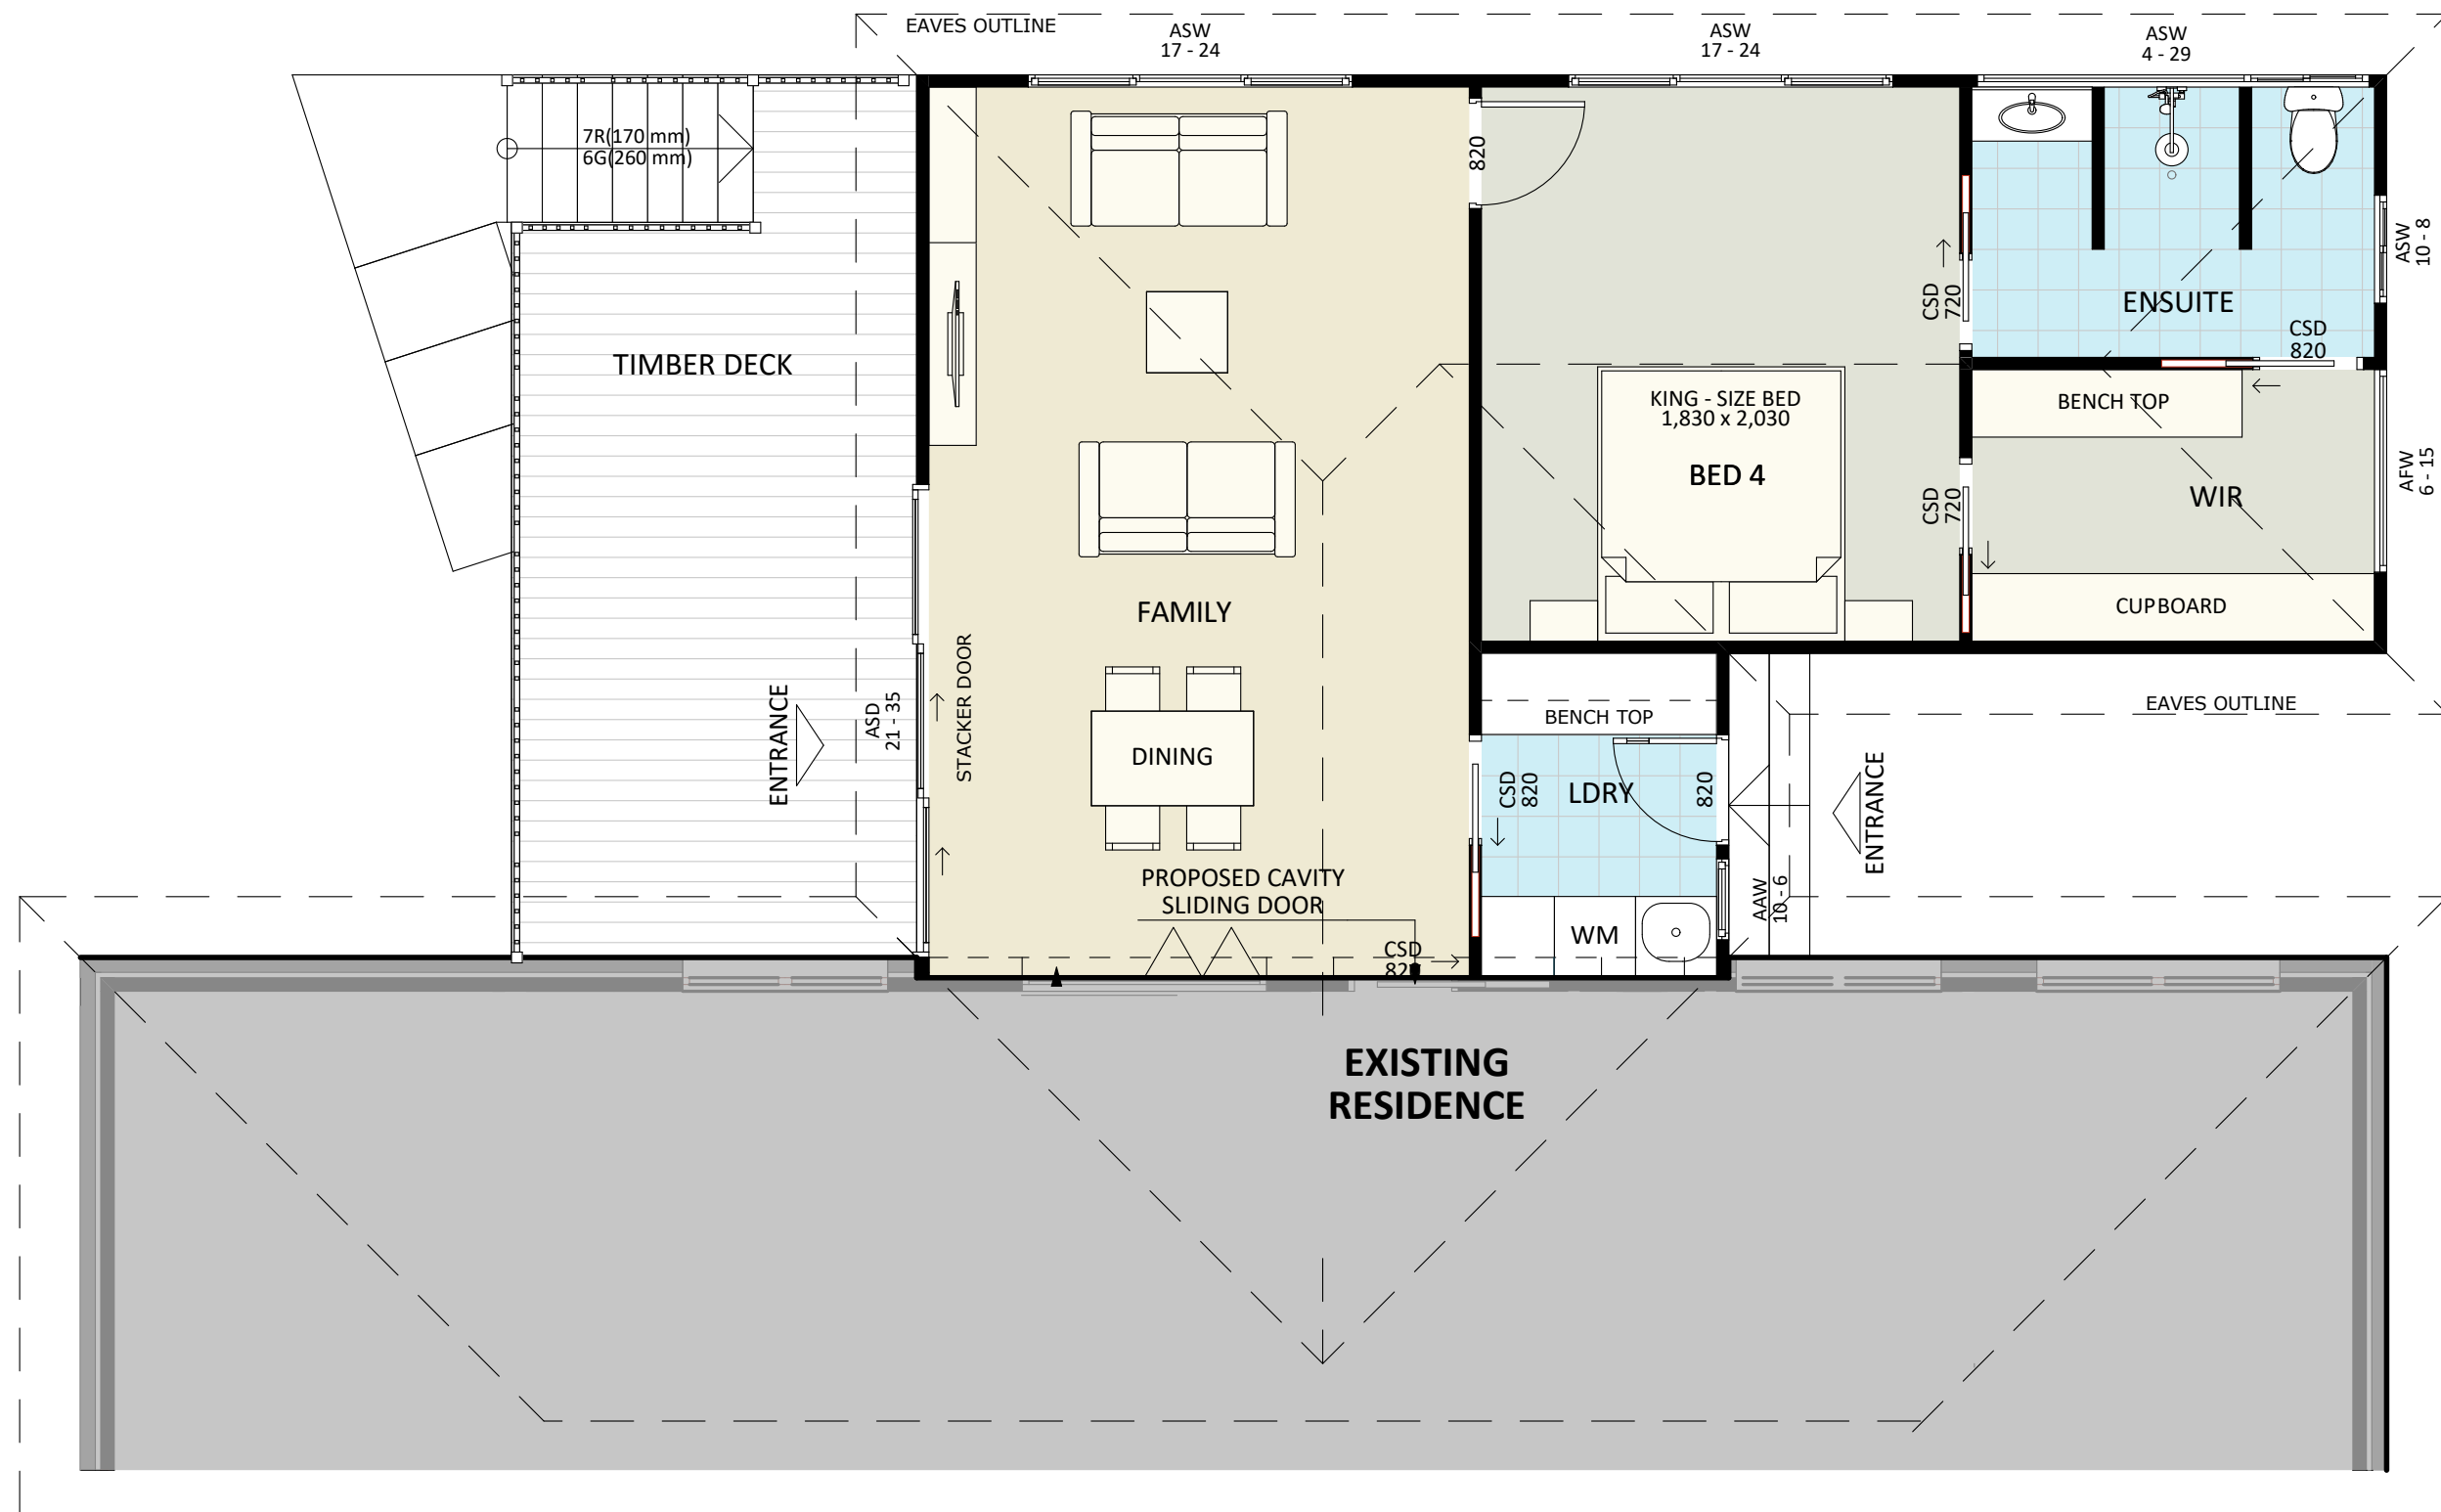 EAVES OUTLINE
ASW
17 - 24
ASW
17 - 24
ASW
4 - 29
7R(170 mm)
6G(260 mm)
820
TIMBER DECK
CSD
720
ENSUITE
ASW
10 - 8
CSD
820
KING - SIZE BED
1,830 x 2,030
BED 4
BENCH TOP
CSD
720
WIR
AFW
6 - 15
CUPBOARD
FAMILY
STACKER DOOR
ENTRANCE
ASD
21 - 35
DINING
BENCH TOP
EAVES OUTLINE
CSD
820
LDRY
820
ENTRANCE
PROPOSED CAVITY
SLIDING DOOR
AAW
10 - 6
WM
CSD
820
EXISTING
RESIDENCE